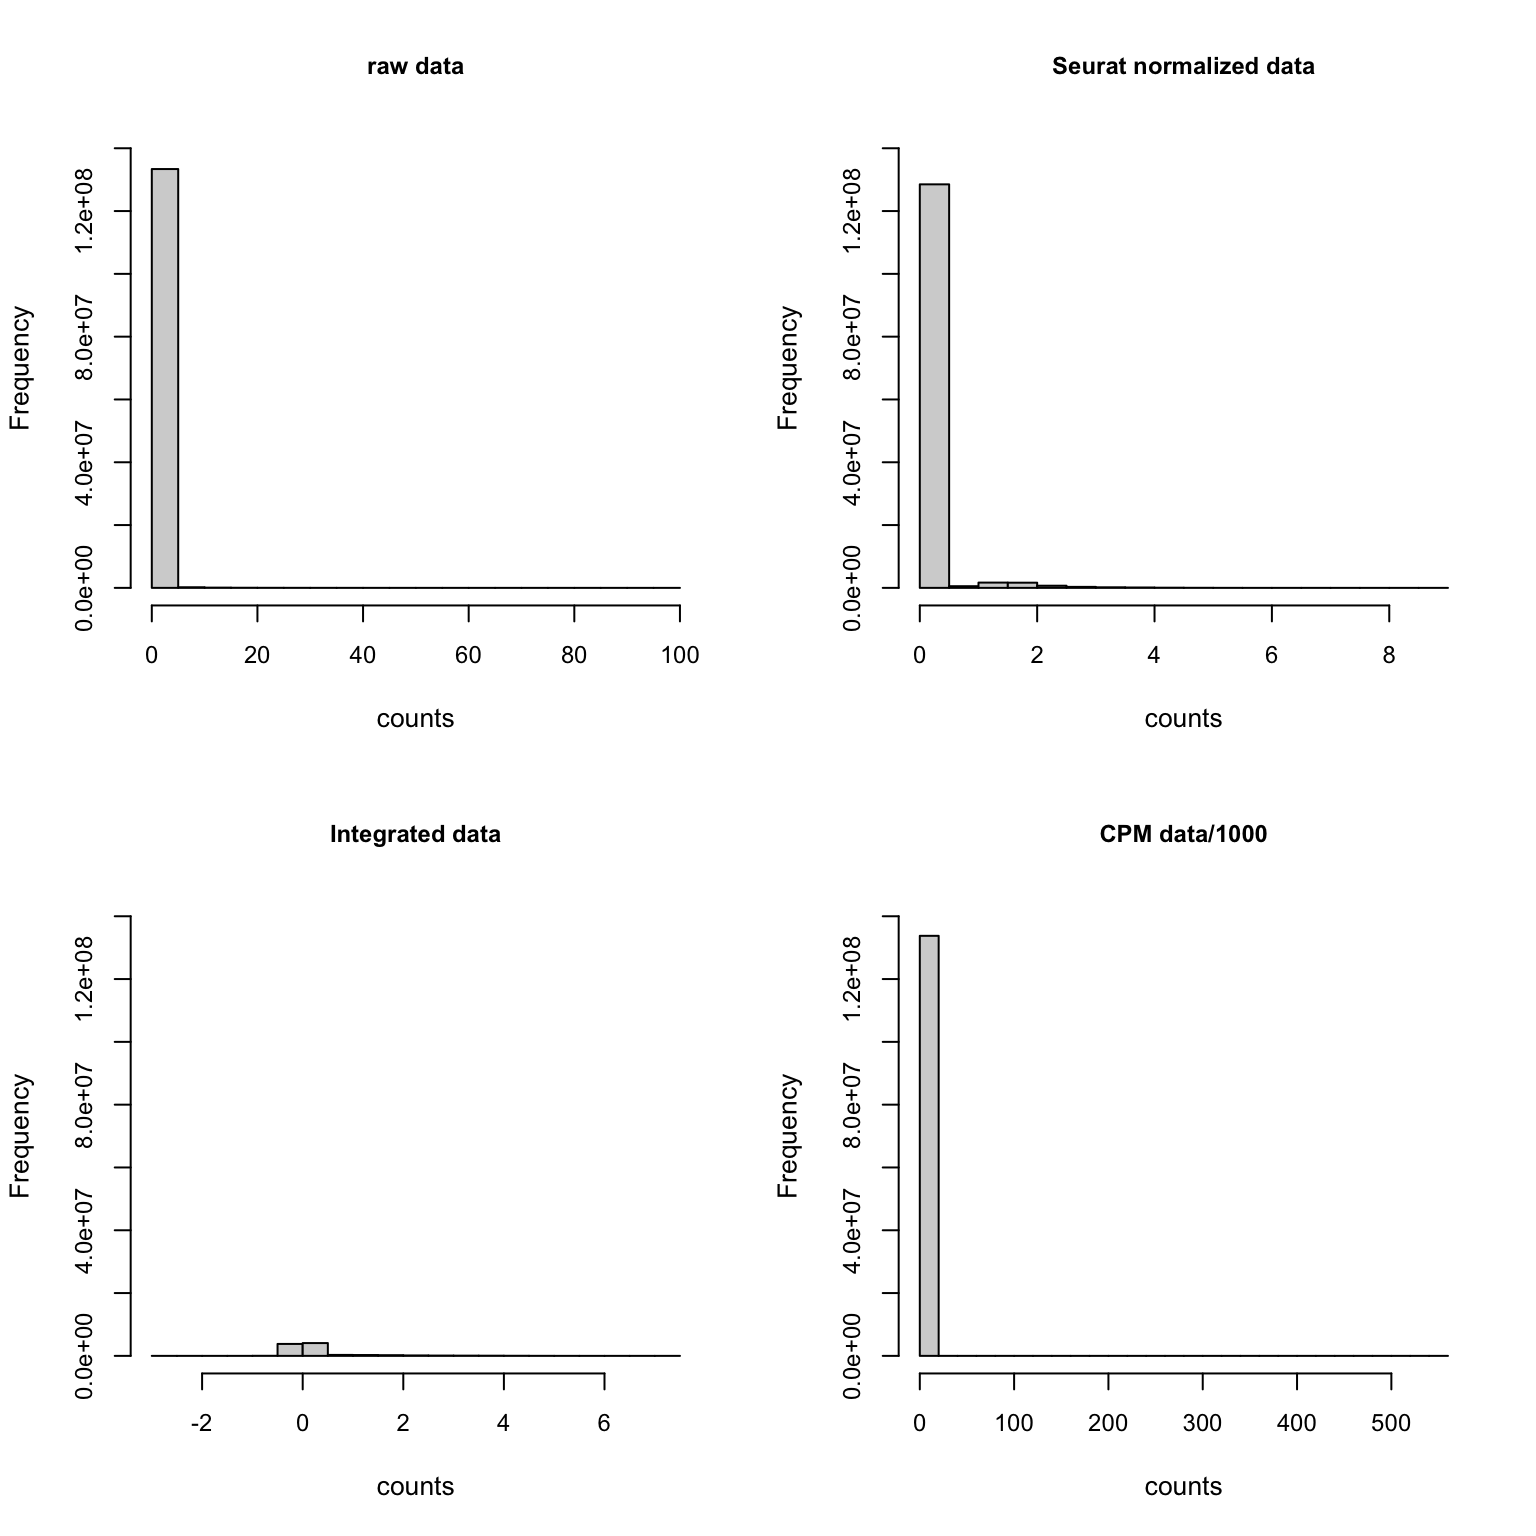 raw data
Frequency
0.0e+00 4.0e+07 8.0e+07 1.2e+08
0 20 40 60 80 100
counts
Seurat normalized data
Frequency
0.0e+00 4.0e+07 8.0e+07 1.2e+08
0 2 4 6 8
counts
Integrated data
Frequency
0.0e+00 4.0e+07 8.0e+07 1.2e+08
-2 0 2 4 6
counts
CPM data/1000
Frequency
0.0e+00 4.0e+07 8.0e+07 1.2e+08
0 100 200 300 400 500
counts